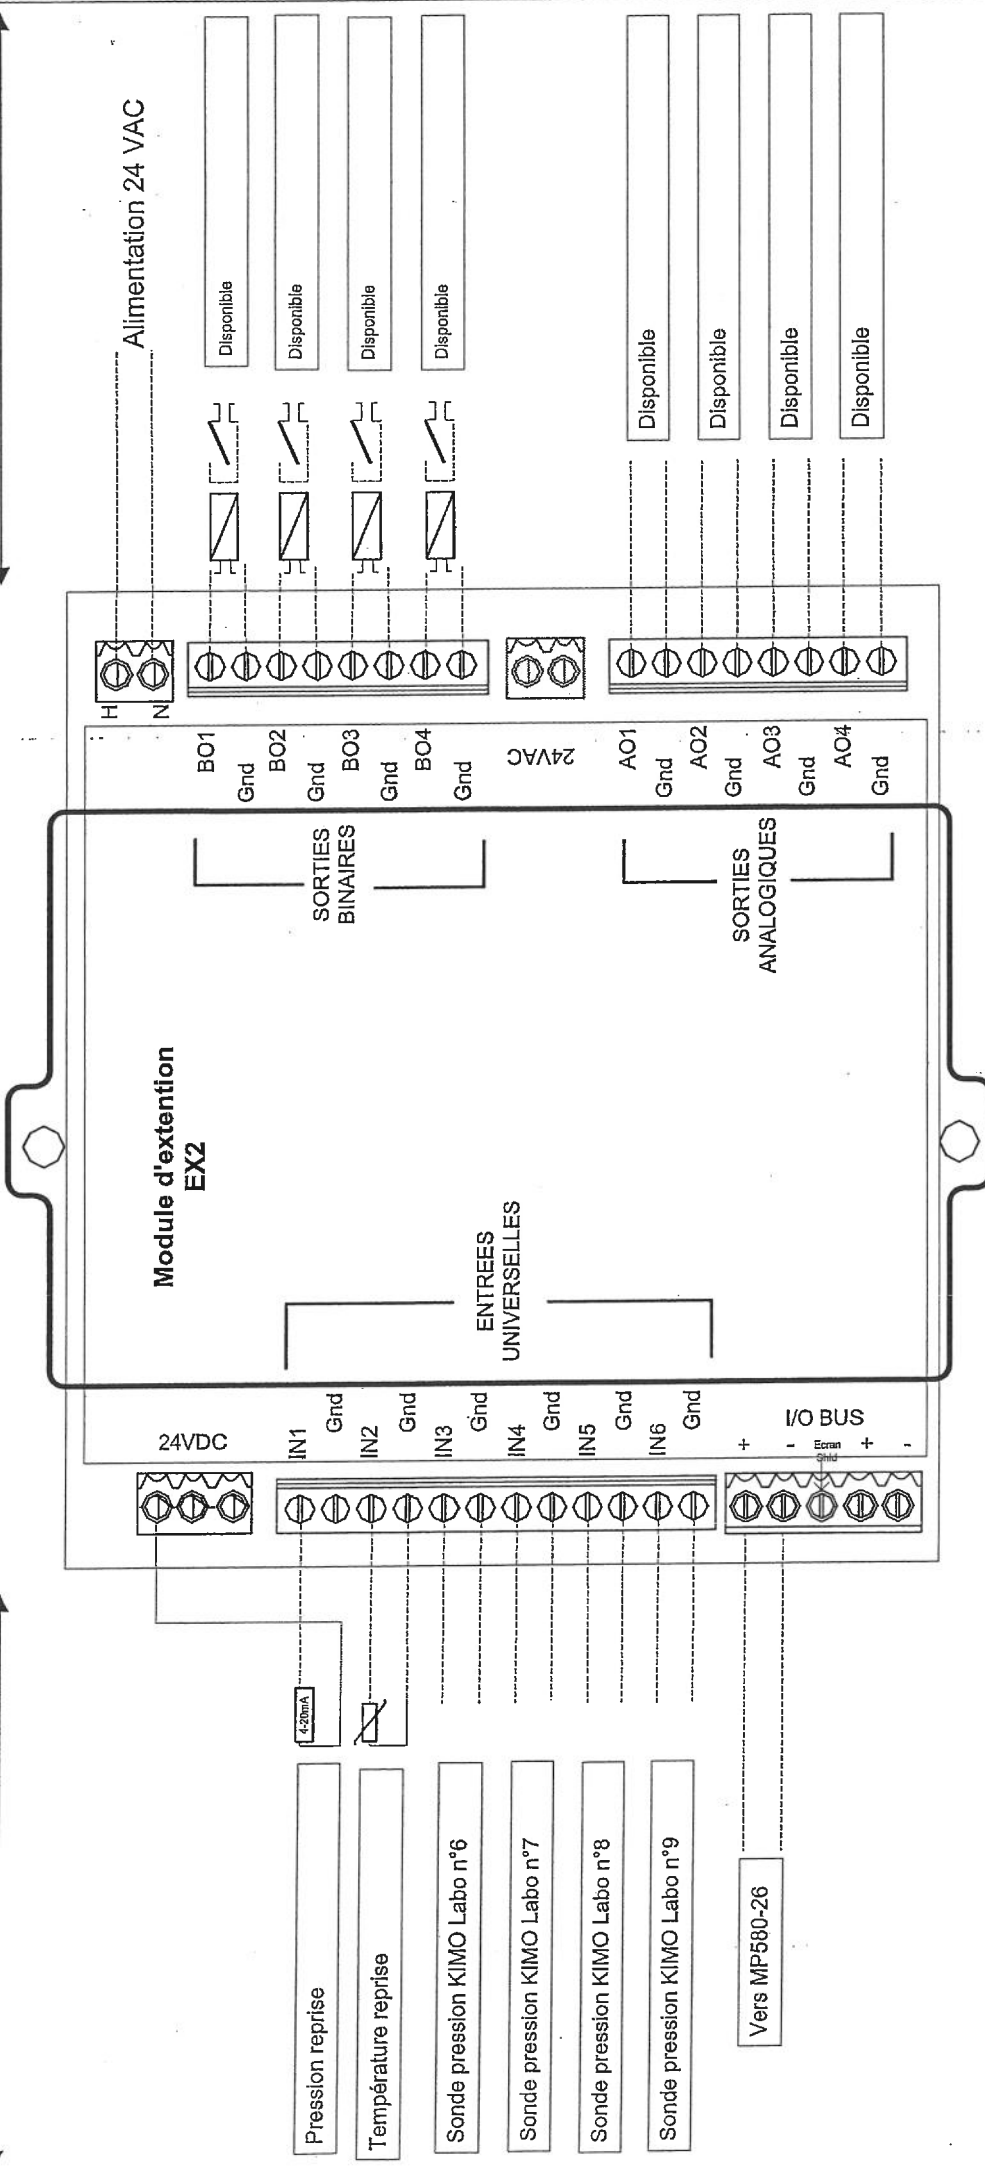 Module d'extention
EX2
24VDC
ENTREES
UNIVERSELLES
IN1
Gnd
IN2
Gnd
IN3
Gnd
IN4
Gnd
IN5
Gnd
IN6
Gnd
I/O BUS
+
-
Ecran
Shld
+
-
4-20mA
Pression reprise
Température reprise
Sonde pression KIMO Labo n°6
Sonde pression KIMO Labo n°7
Sonde pression KIMO Labo n°8
Sonde pression KIMO Labo n°9
Vers MP580-26
H
N
Alimentation 24 VAC
SORTIES
BINAIRES
BO1
Gnd
BO2
Gnd
BO3
Gnd
BO4
Gnd
Disponible
Disponible
Disponible
Disponible
24VAC
SORTIES
ANALOGIQUES
AO1
Gnd
AO2
Gnd
AO3
Gnd
AO4
Gnd
Disponible
Disponible
Disponible
Disponible